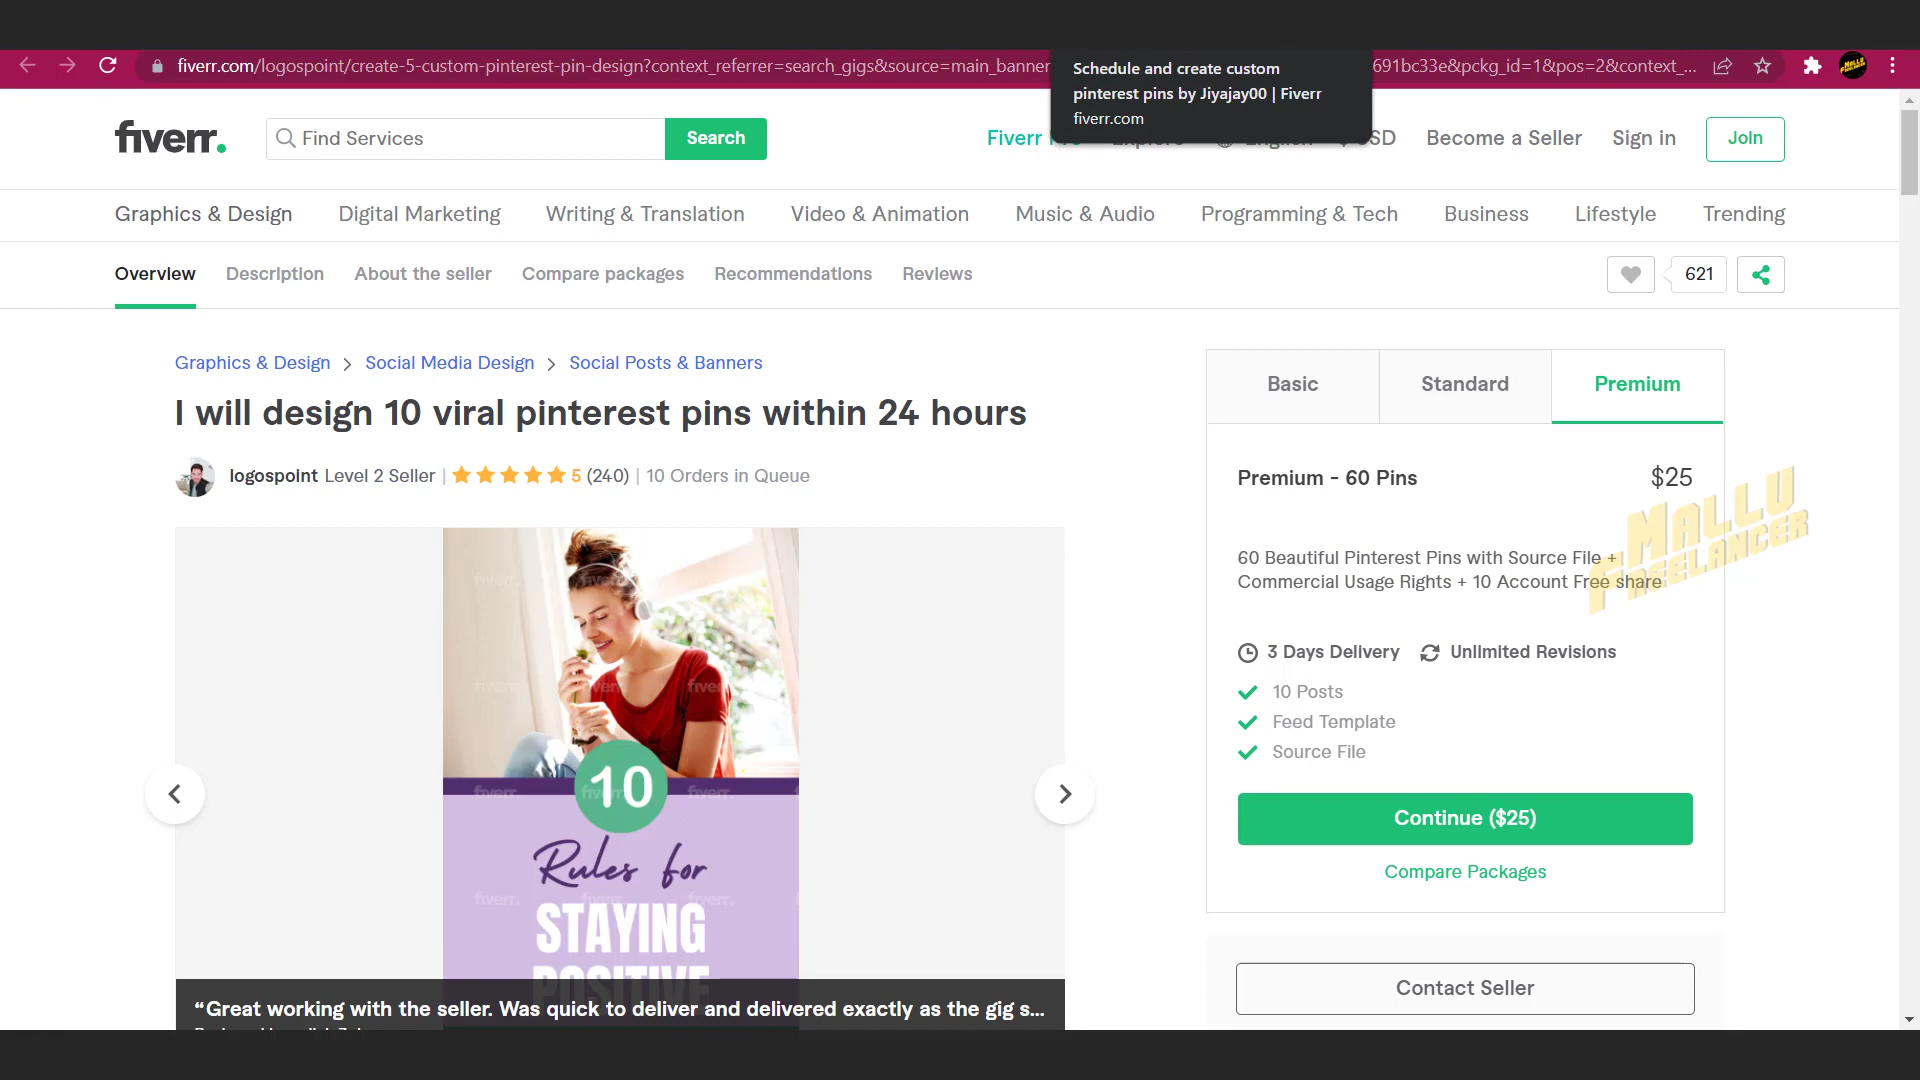 fiverr.com/logospoint/create-5-custom-pinterest-pin-design?context_referrer=search_gigs&source=main_banner
691bc33e&pckg_id=1&pos=2&context_...
Schedule and create custom
pinterest pins by Jiyajay00 | Fiverr
fiverr.com
fiverr.
Find Services
Search
Fiverr
Become a Seller
Sign in
Join
Graphics & Design
Digital Marketing
Writing & Translation
Video & Animation
Music & Audio
Programming & Tech
Business
Lifestyle
Trending
Overview
Description
About the seller
Compare packages
Recommendations
Reviews
621
Graphics & Design > Social Media Design > Social Posts & Banners
I will design 10 viral pinterest pins within 24 hours
logospoint Level 2 Seller | 5 (240) | 10 Orders in Queue
10
Rules for
STAYING
POSITIVE
“Great working with the seller. Was quick to deliver and delivered exactly as the gig s...
Basic
Standard
Premium
Premium - 60 Pins
$25
60 Beautiful Pinterest Pins with Source File +
Commercial Usage Rights + 10 Account Free share
MALLU
FREELANCER
3 Days Delivery
Unlimited Revisions
10 Posts
Feed Template
Source File
Continue ($25)
Compare Packages
Contact Seller